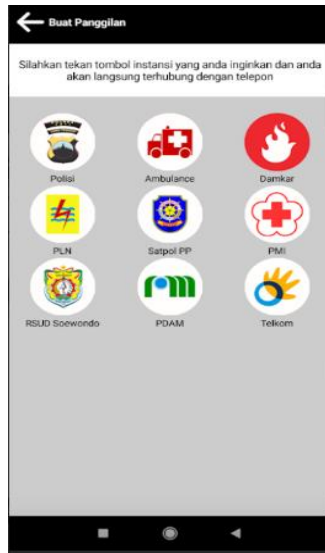 Buat Panggilan
Silahkan tekan tombol instansi yang anda inginkan dan anda
akan langsung terhubung dengan telepon
Polisi
Ambulance
Damkar
PLN
Satpol PP
PMI
RSUD Soewondo
PDAM
Telkom